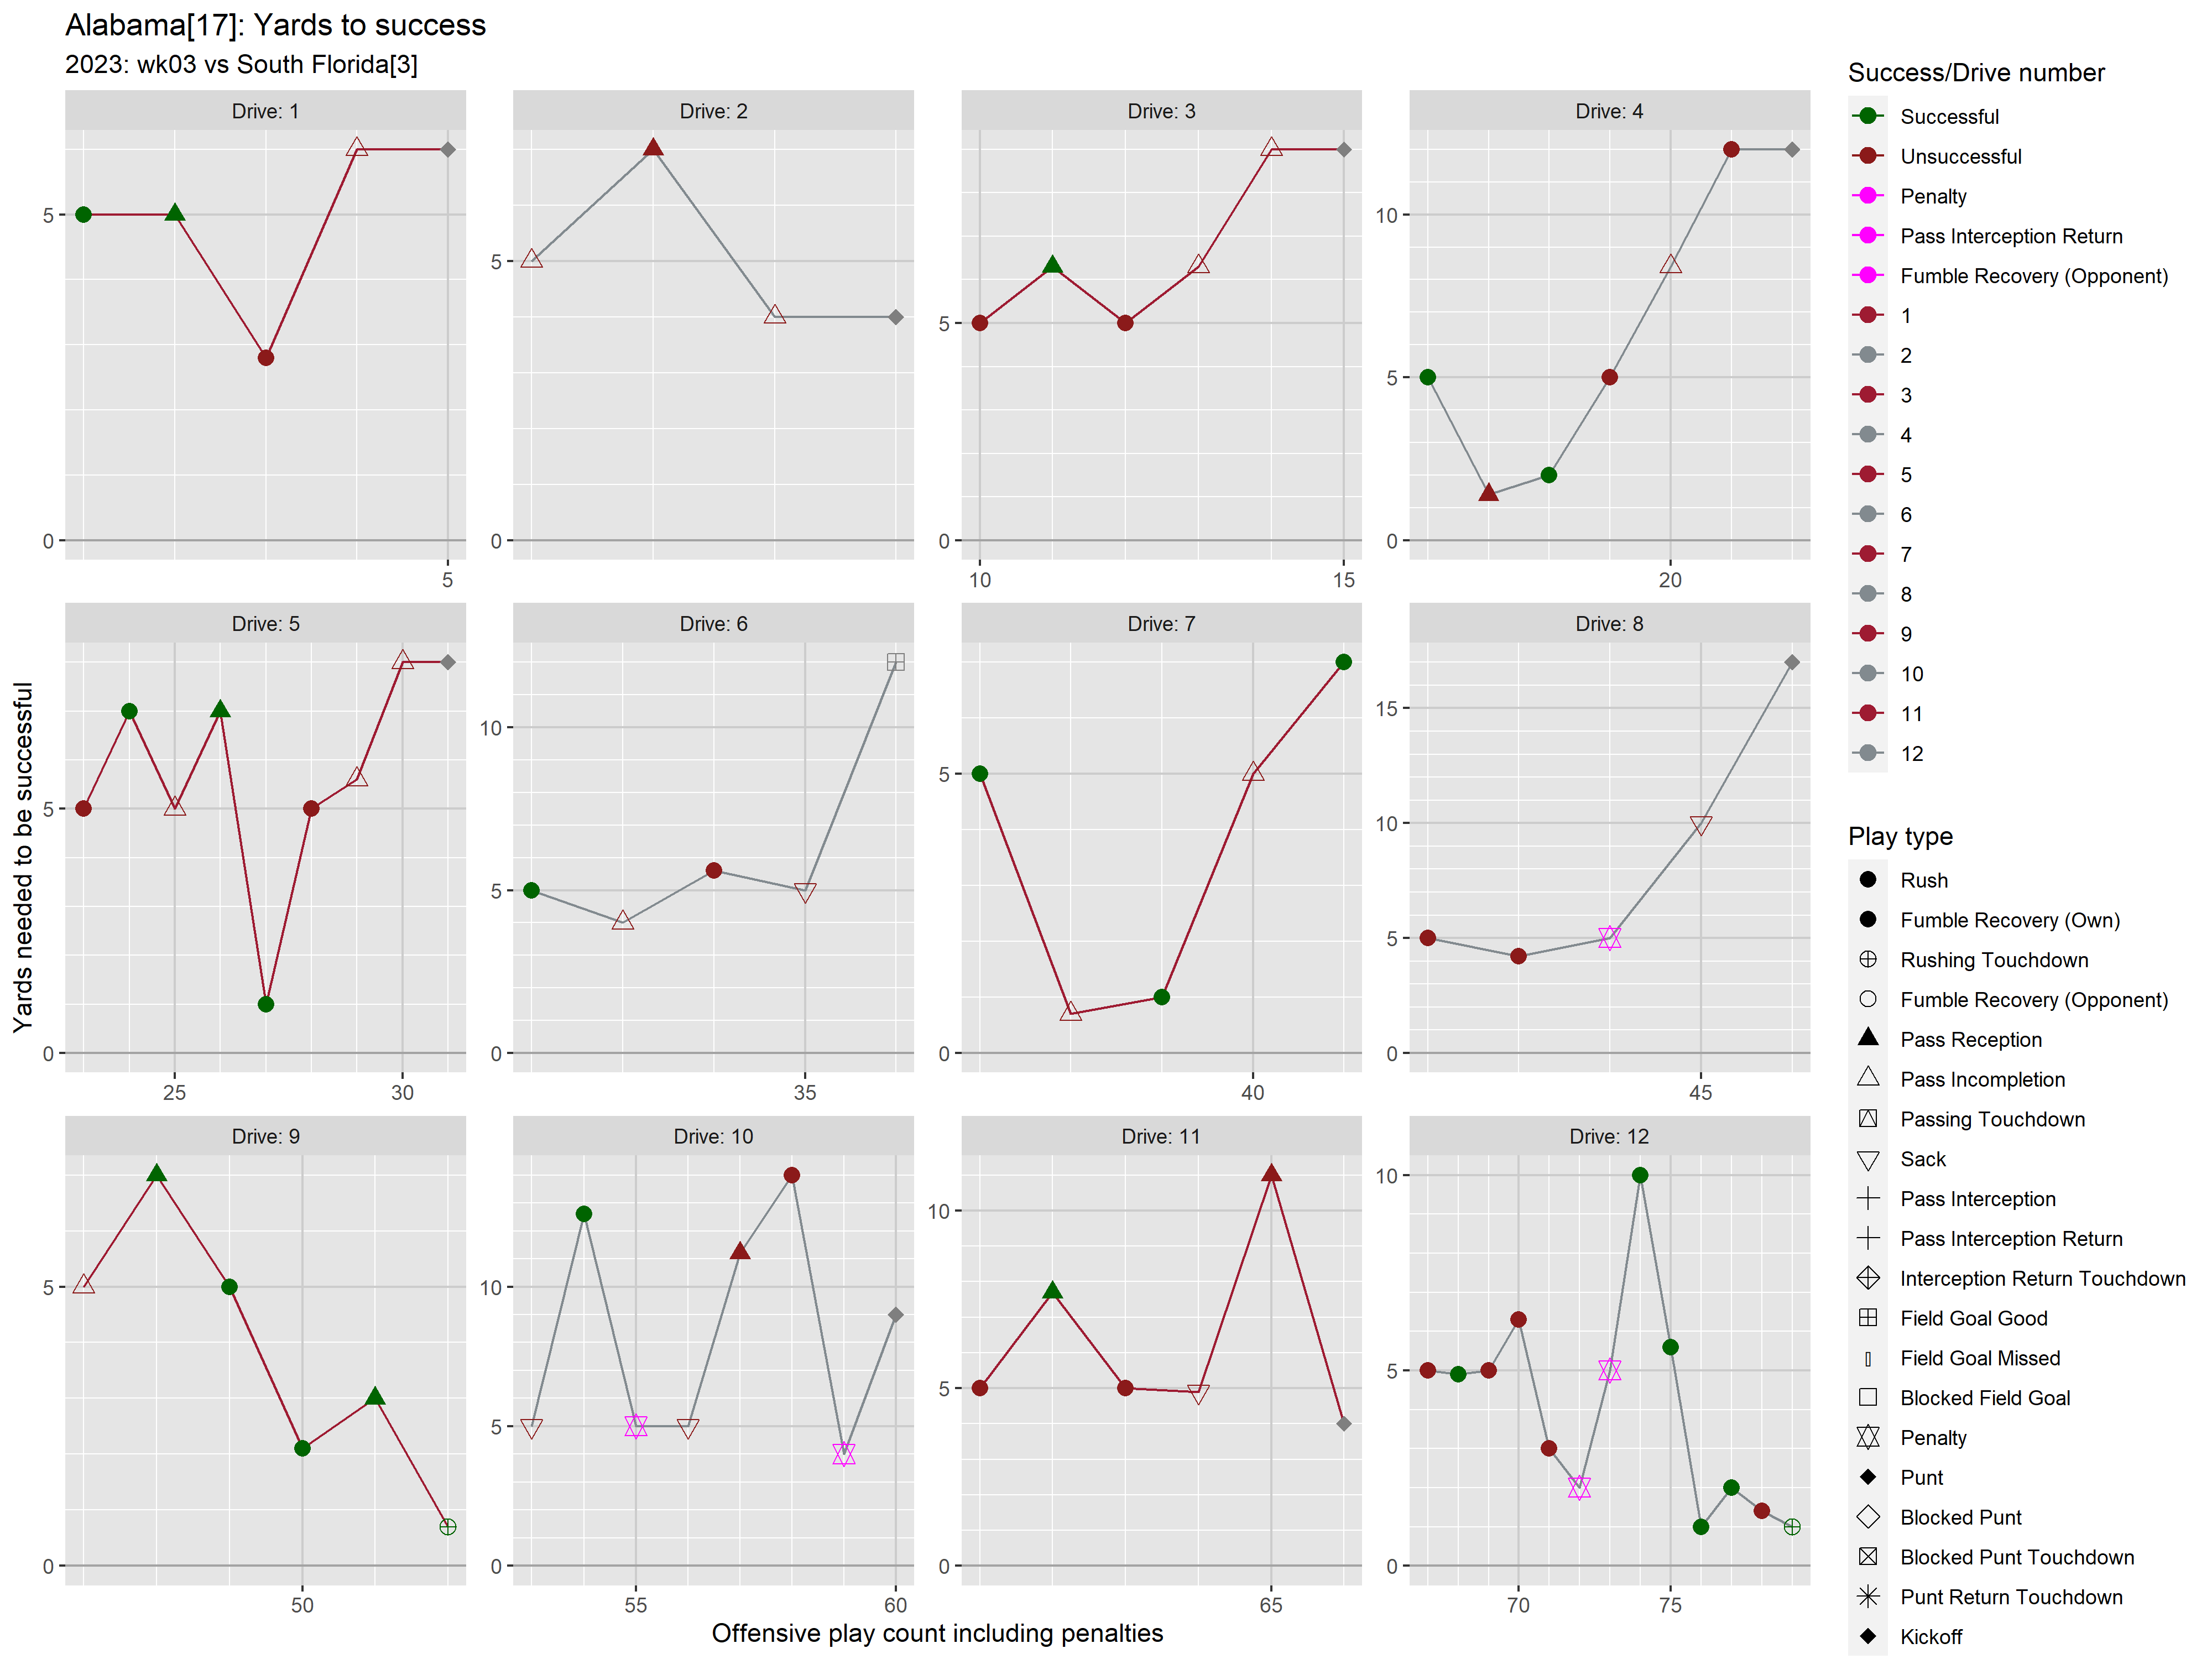 Alabama[17]: Yards to success
2023: wk03 vs South Florida[3]
Drive: 1
Drive: 2
Drive: 3
Drive: 4
5
0
5
5
0
5
0
10
15
10
5
0
20
Drive: 5
Drive: 6
Drive: 7
Drive: 8
Yards needed to be successful
5
0
25
30
10
5
0
35
5
0
40
15
10
5
0
45
Drive: 9
Drive: 10
Drive: 11
Drive: 12
5
0
50
10
5
0
55
60
10
5
0
65
10
5
0
70
75
Offensive play count including penalties
Success/Drive number
Successful
Unsuccessful
Penalty
Pass Interception Return
Fumble Recovery (Opponent)
1
2
3
4
5
6
7
8
9
10
11
12
Play type
Rush
Fumble Recovery (Own)
Rushing Touchdown
Fumble Recovery (Opponent)
Pass Reception
Pass Incompletion
Passing Touchdown
Sack
Pass Interception
Pass Interception Return
Interception Return Touchdown
Field Goal Good
Field Goal Missed
Blocked Field Goal
Penalty
Punt
Blocked Punt
Blocked Punt Touchdown
Punt Return Touchdown
Kickoff